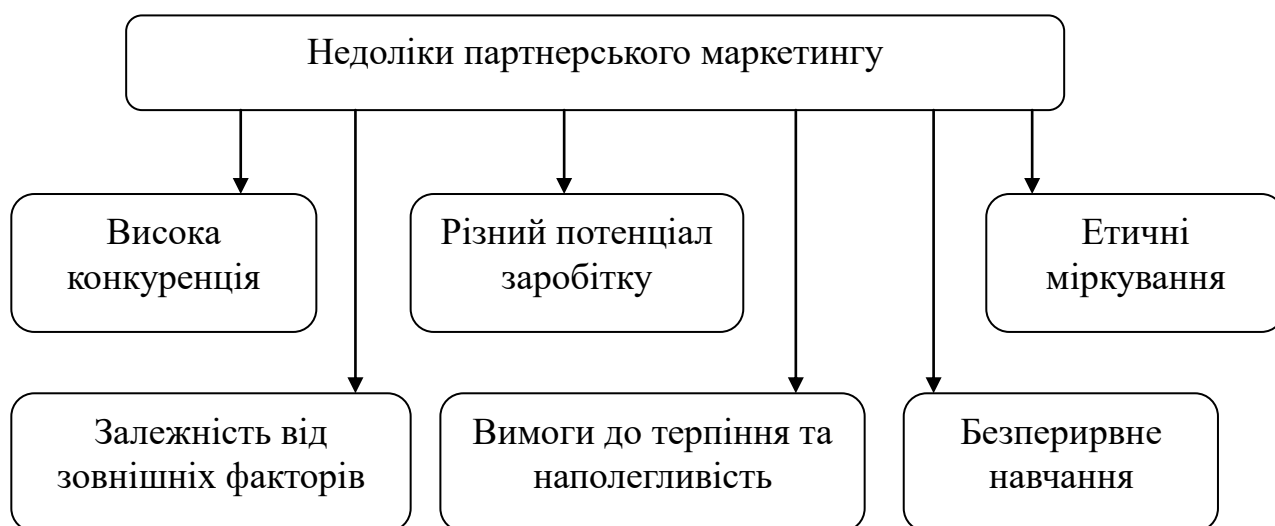 Недоліки партнерського маркетингу
Висока
конкуренція
Різний потенціал
заробітку
Етичні
міркування
Залежність від
зовнішніх факторів
Вимоги до терпіння та
наполегливість
Безперирвне
навчання